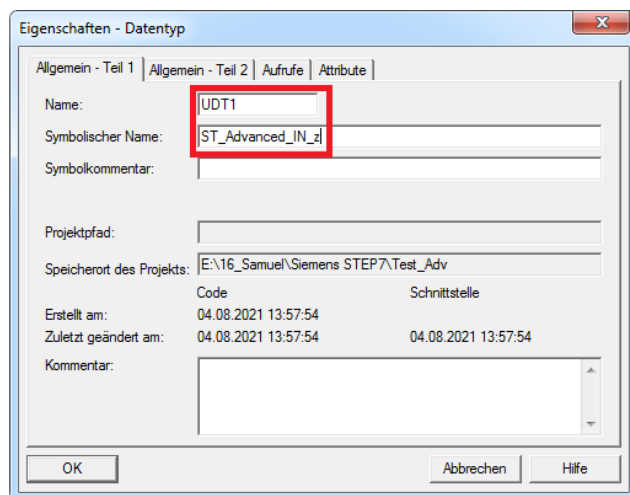 Eigenschaften - Datentyp
Allgemein - Teil 1 Allgemein - Teil 2 Aufrufe Attribute
Name: UDT1
Symbolischer Name: ST_Advanced_IN_z
Symbolkommentar:
Projektpfad:
Speicherort des Projekts: E:\16_Samuel\Siemens STEP7\Test_Adv
Code Schnittstelle
Erstellt am: 04.08.2021 13:57:54
Zuletzt geändert am: 04.08.2021 13:57:54 04.08.2021 13:57:54
Kommentar:
OK Abbrechen Hilfe